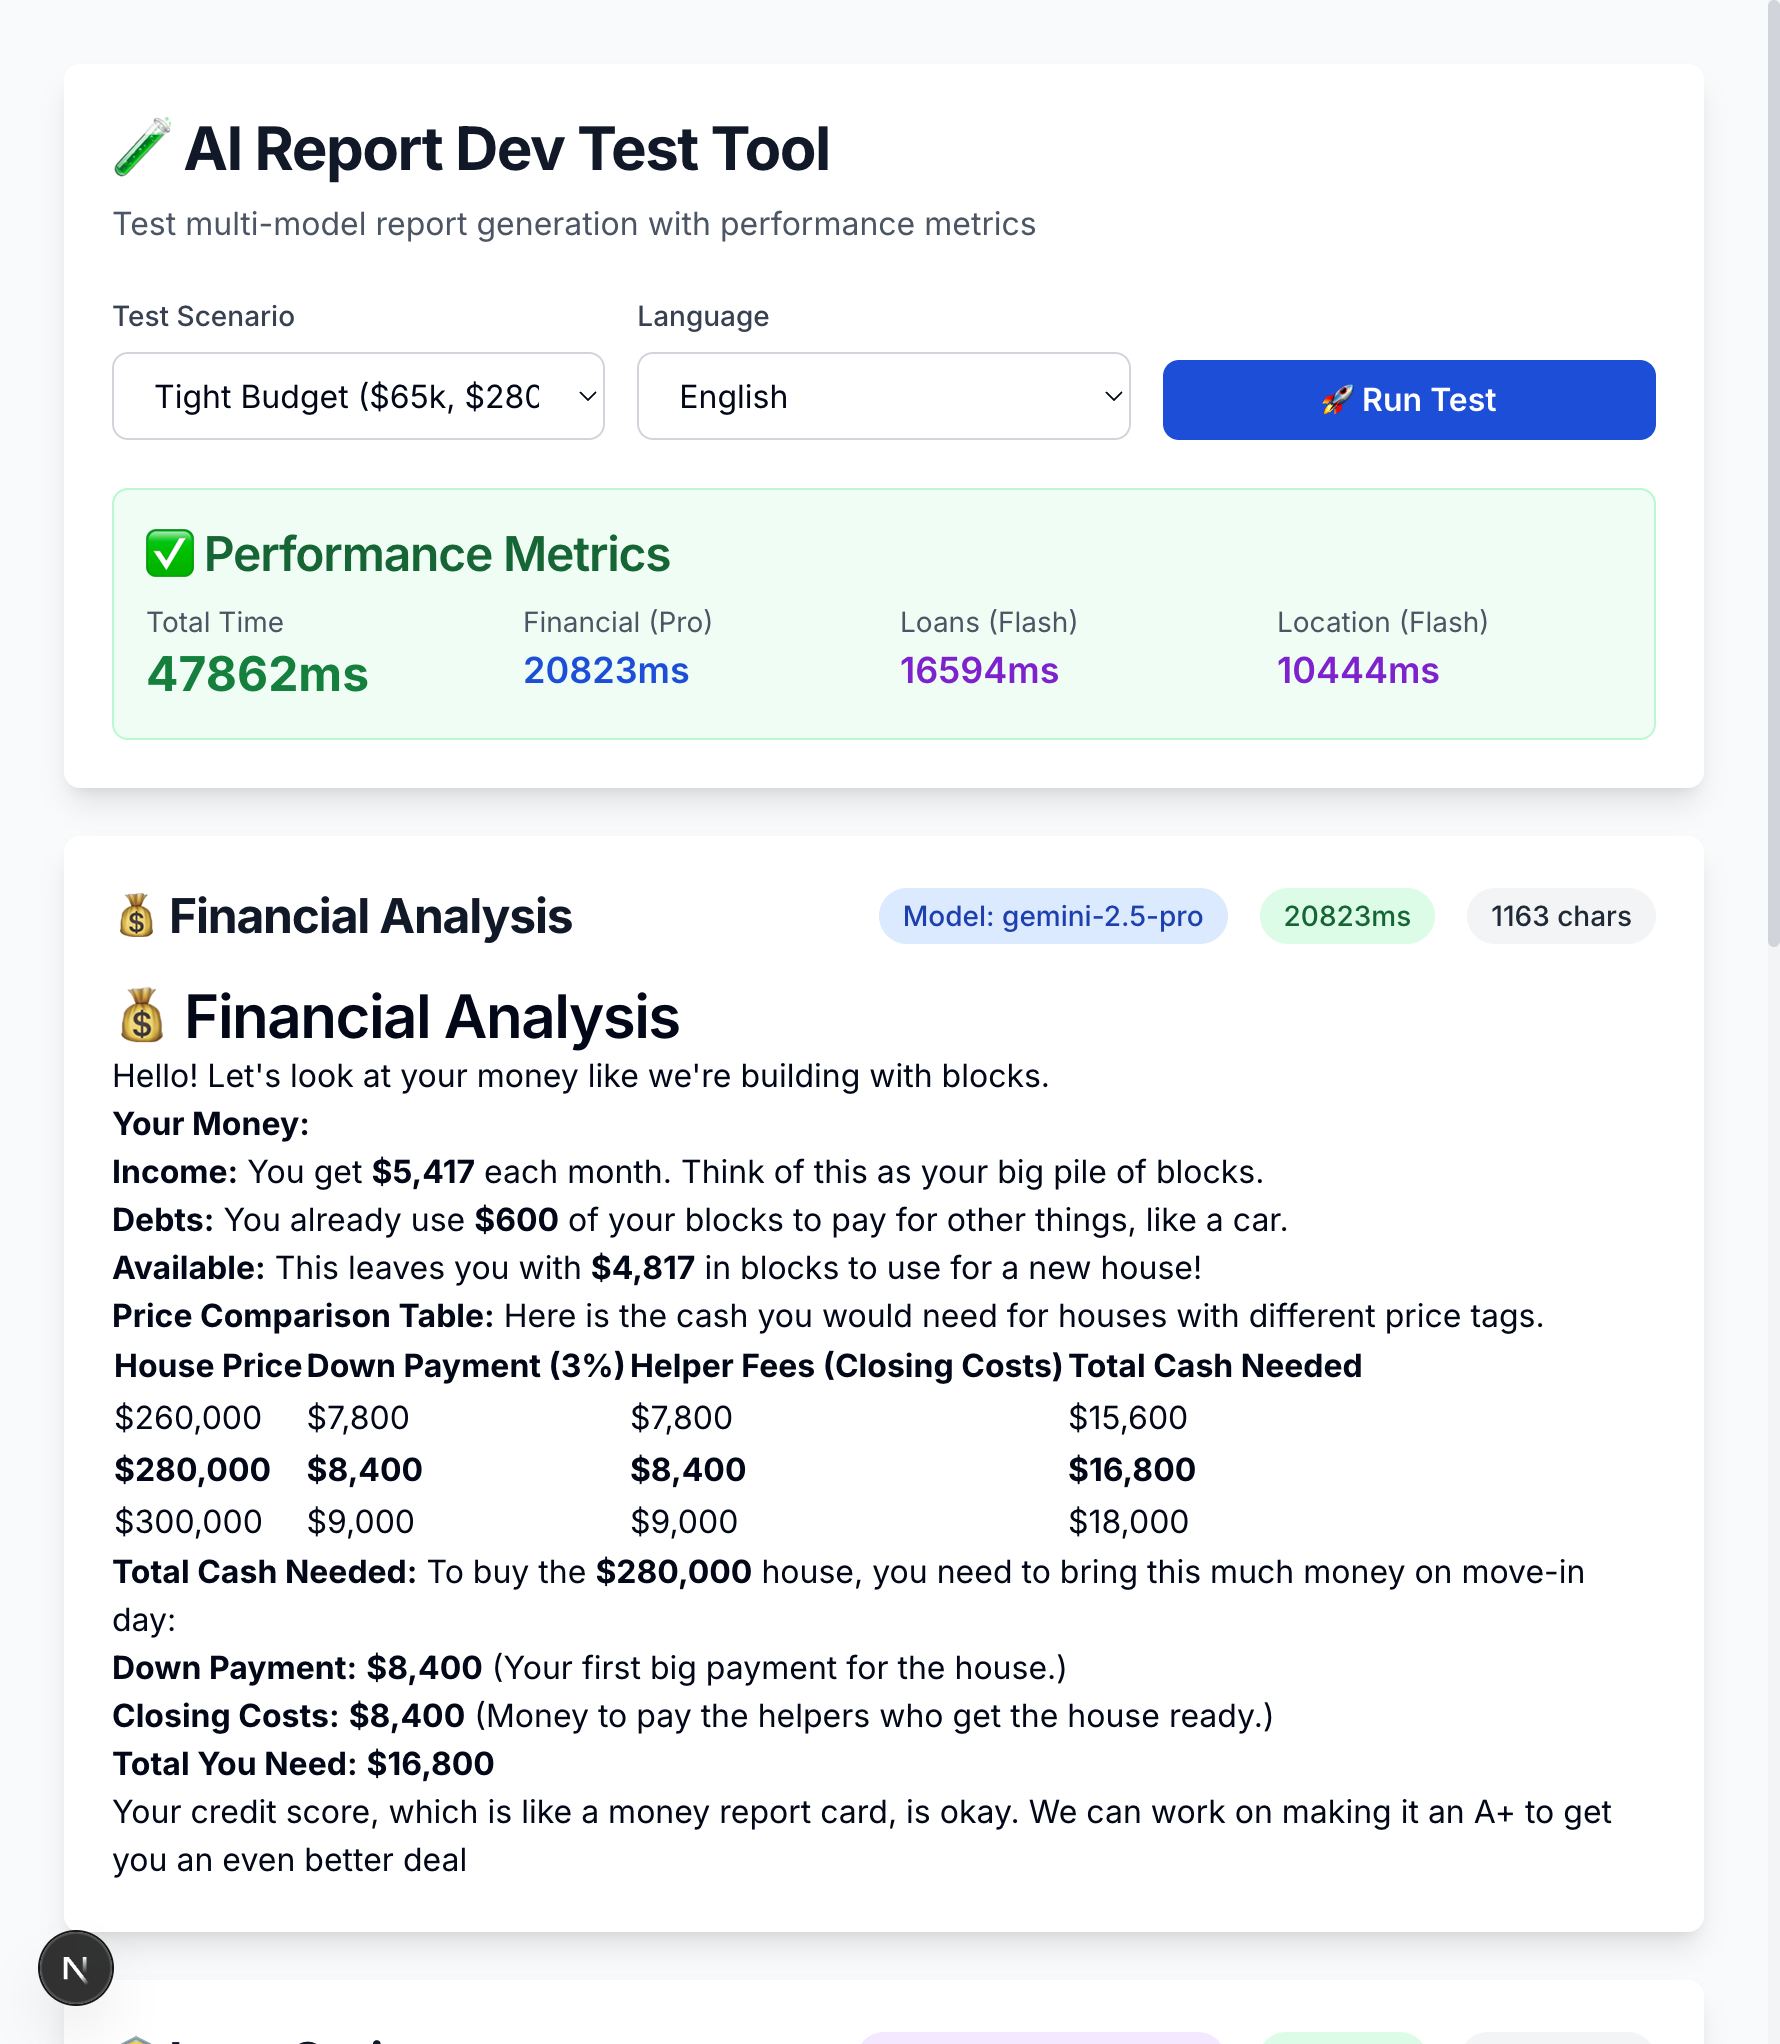 🧪 AI Report Dev Test Tool
Test multi-model report generation with performance metrics
Test Scenario
Language
Tight Budget ($65k, $280
English
🚀 Run Test
✅ Performance Metrics
Total Time
Financial (Pro)
Loans (Flash)
Location (Flash)
47862ms
20823ms
16594ms
10444ms
💰 Financial Analysis
Model: gemini-2.5-pro
20823ms
1163 chars
💰 Financial Analysis
Hello! Let's look at your money like we're building with blocks.
Your Money:
Income: You get $5,417 each month. Think of this as your big pile of blocks.
Debts: You already use $600 of your blocks to pay for other things, like a car.
Available: This leaves you with $4,817 in blocks to use for a new house!
Price Comparison Table: Here is the cash you would need for houses with different price tags.
House Price Down Payment (3%) Helper Fees (Closing Costs) Total Cash Needed
$260,000 $7,800 $7,800 $15,600
$280,000 $8,400 $8,400 $16,800
$300,000 $9,000 $9,000 $18,000
Total Cash Needed: To buy the $280,000 house, you need to bring this much money on move-in
day:
Down Payment: $8,400 (Your first big payment for the house.)
Closing Costs: $8,400 (Money to pay the helpers who get the house ready.)
Total You Need: $16,800
Your credit score, which is like a money report card, is okay. We can work on making it an A+ to get
you an even better deal
N